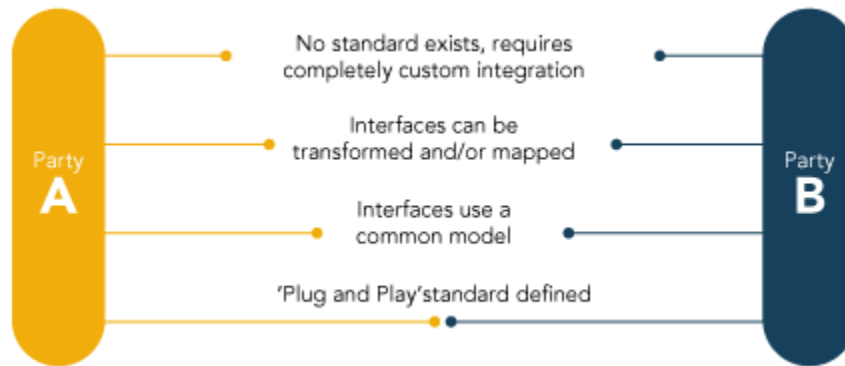 No standard exists, requires
completely custom integration
Interfaces can be
transformed and/or mapped
Party
A
Party
B
Interfaces use a
common model
'Plug and Play'standard defined